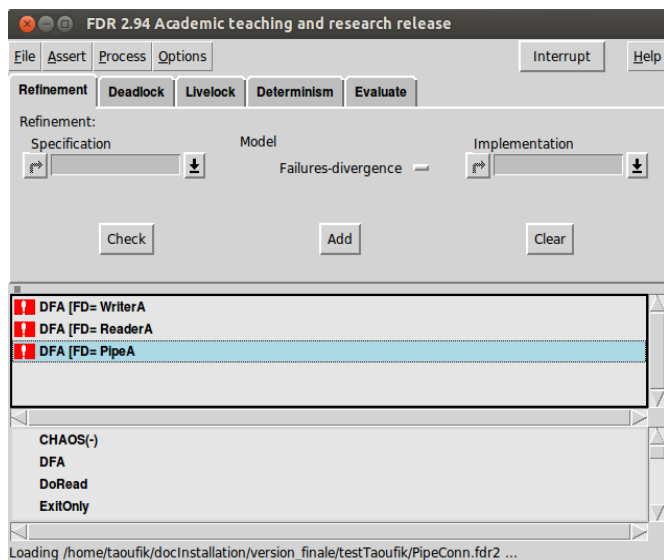 FDR 2.94 Academic teaching and research release
File Assert Process Options Interrupt Help
Refinement Deadlock Livelock Determinism Evaluate
Refinement:
Specification Model Implementation
Failures-divergence
Check Add Clear
DFA [FD= WriterA
DFA [FD= ReaderA
DFA [FD= PipeA
CHAOS(-)
DFA
DoRead
ExitOnly
Loading /home/taoufik/docInstallation/version_finale/testTaoufik/PipeConn.fdr2 ...